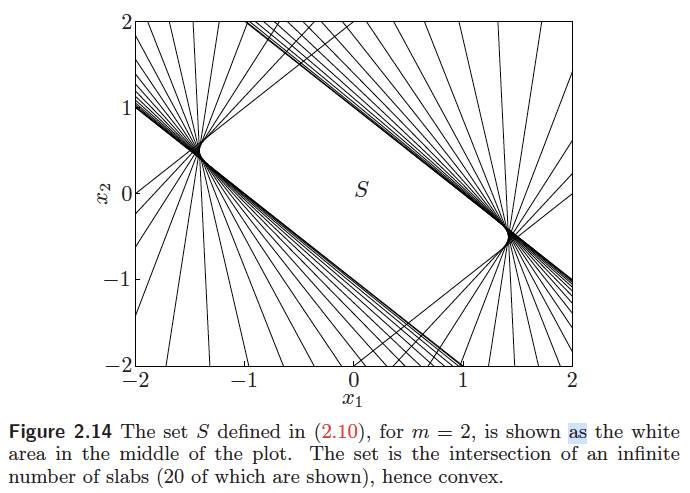 2
1
0
−1
−2
x2
S
−2 −1 0 1 2
x1
Figure 2.14 The set S defined in (2.10), for m = 2, is shown as the white
area in the middle of the plot. The set is the intersection of an infinite
number of slabs (20 of which are shown), hence convex.